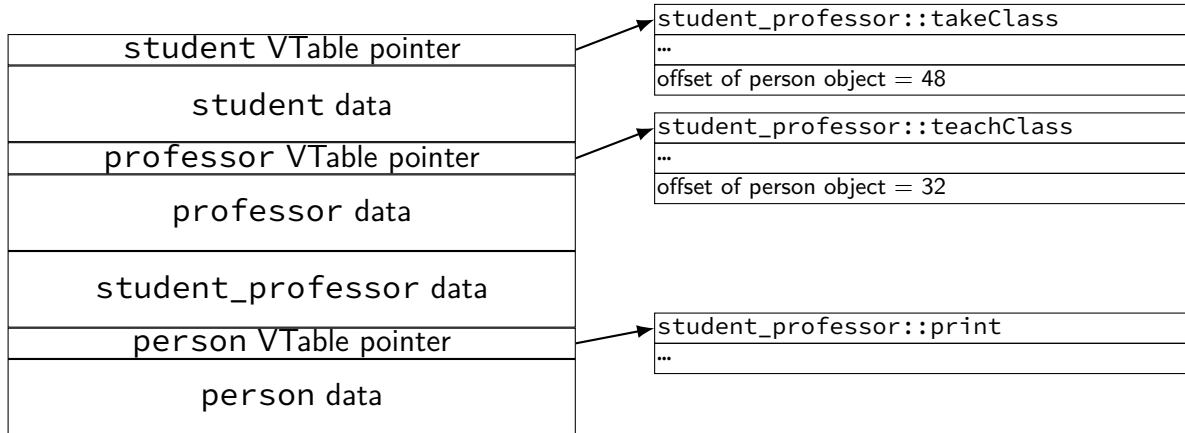 student VTable pointer
student data
professor VTable pointer
professor data
student_professor data
person VTable pointer
person data
student_professor::takeClass
…
offset of person object = 48
student_professor::teachClass
…
offset of person object = 32
student_professor::print
…